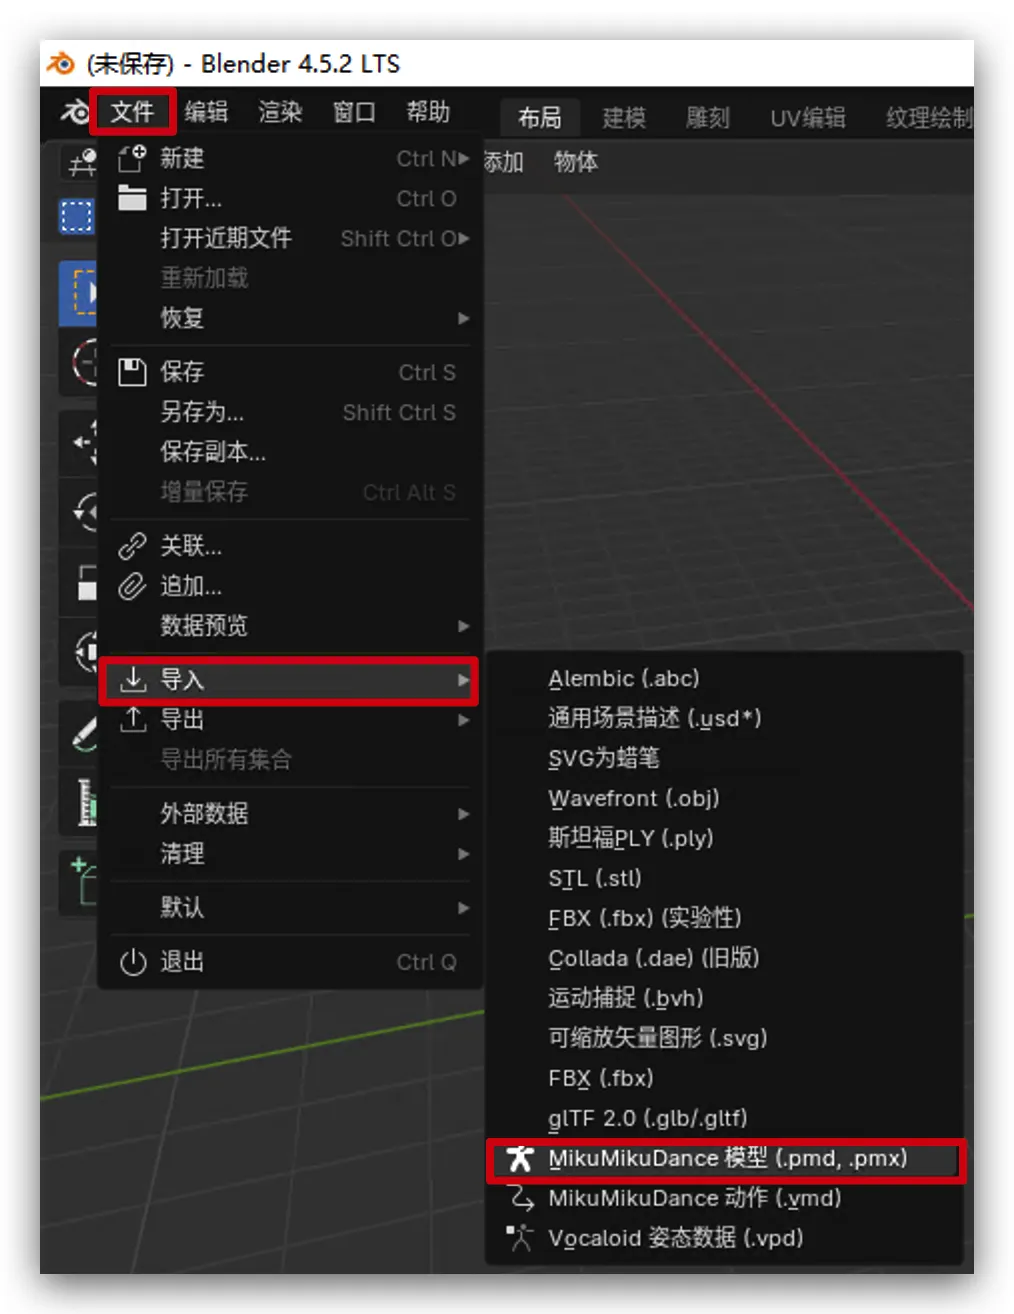 (未保存) - Blender 4.5.2 LTS
文件 编辑 渲染 窗口 帮助 布局 建模 雕刻 UV编辑 纹理绘制
添加 物体
新建 Ctrl N
打开... Ctrl O
打开近期文件 Shift Ctrl O
重新加载
恢复
保存 Ctrl S
另存为... Shift Ctrl S
保存副本...
增量保存 Ctrl Alt S
关联...
追加...
数据预览
导入
导出
导出所有集合
外部数据
清理
默认
退出 Ctrl Q
Alembic (.abc)
通用场景描述 (.usd*)
SVG为蜡笔
Wavefront (.obj)
斯坦福PLY (.ply)
STL (.stl)
FBX (.fbx) (实验性)
Collada (.dae) (旧版)
运动捕捉 (.bvh)
可缩放矢量图形 (.svg)
FBX (.fbx)
glTF 2.0 (.glb/.gltf)
MikuMikuDance 模型 (.pmd, .pmx)
MikuMikuDance 动作 (.vmd)
Vocaloid 姿态数据 (.vpd)